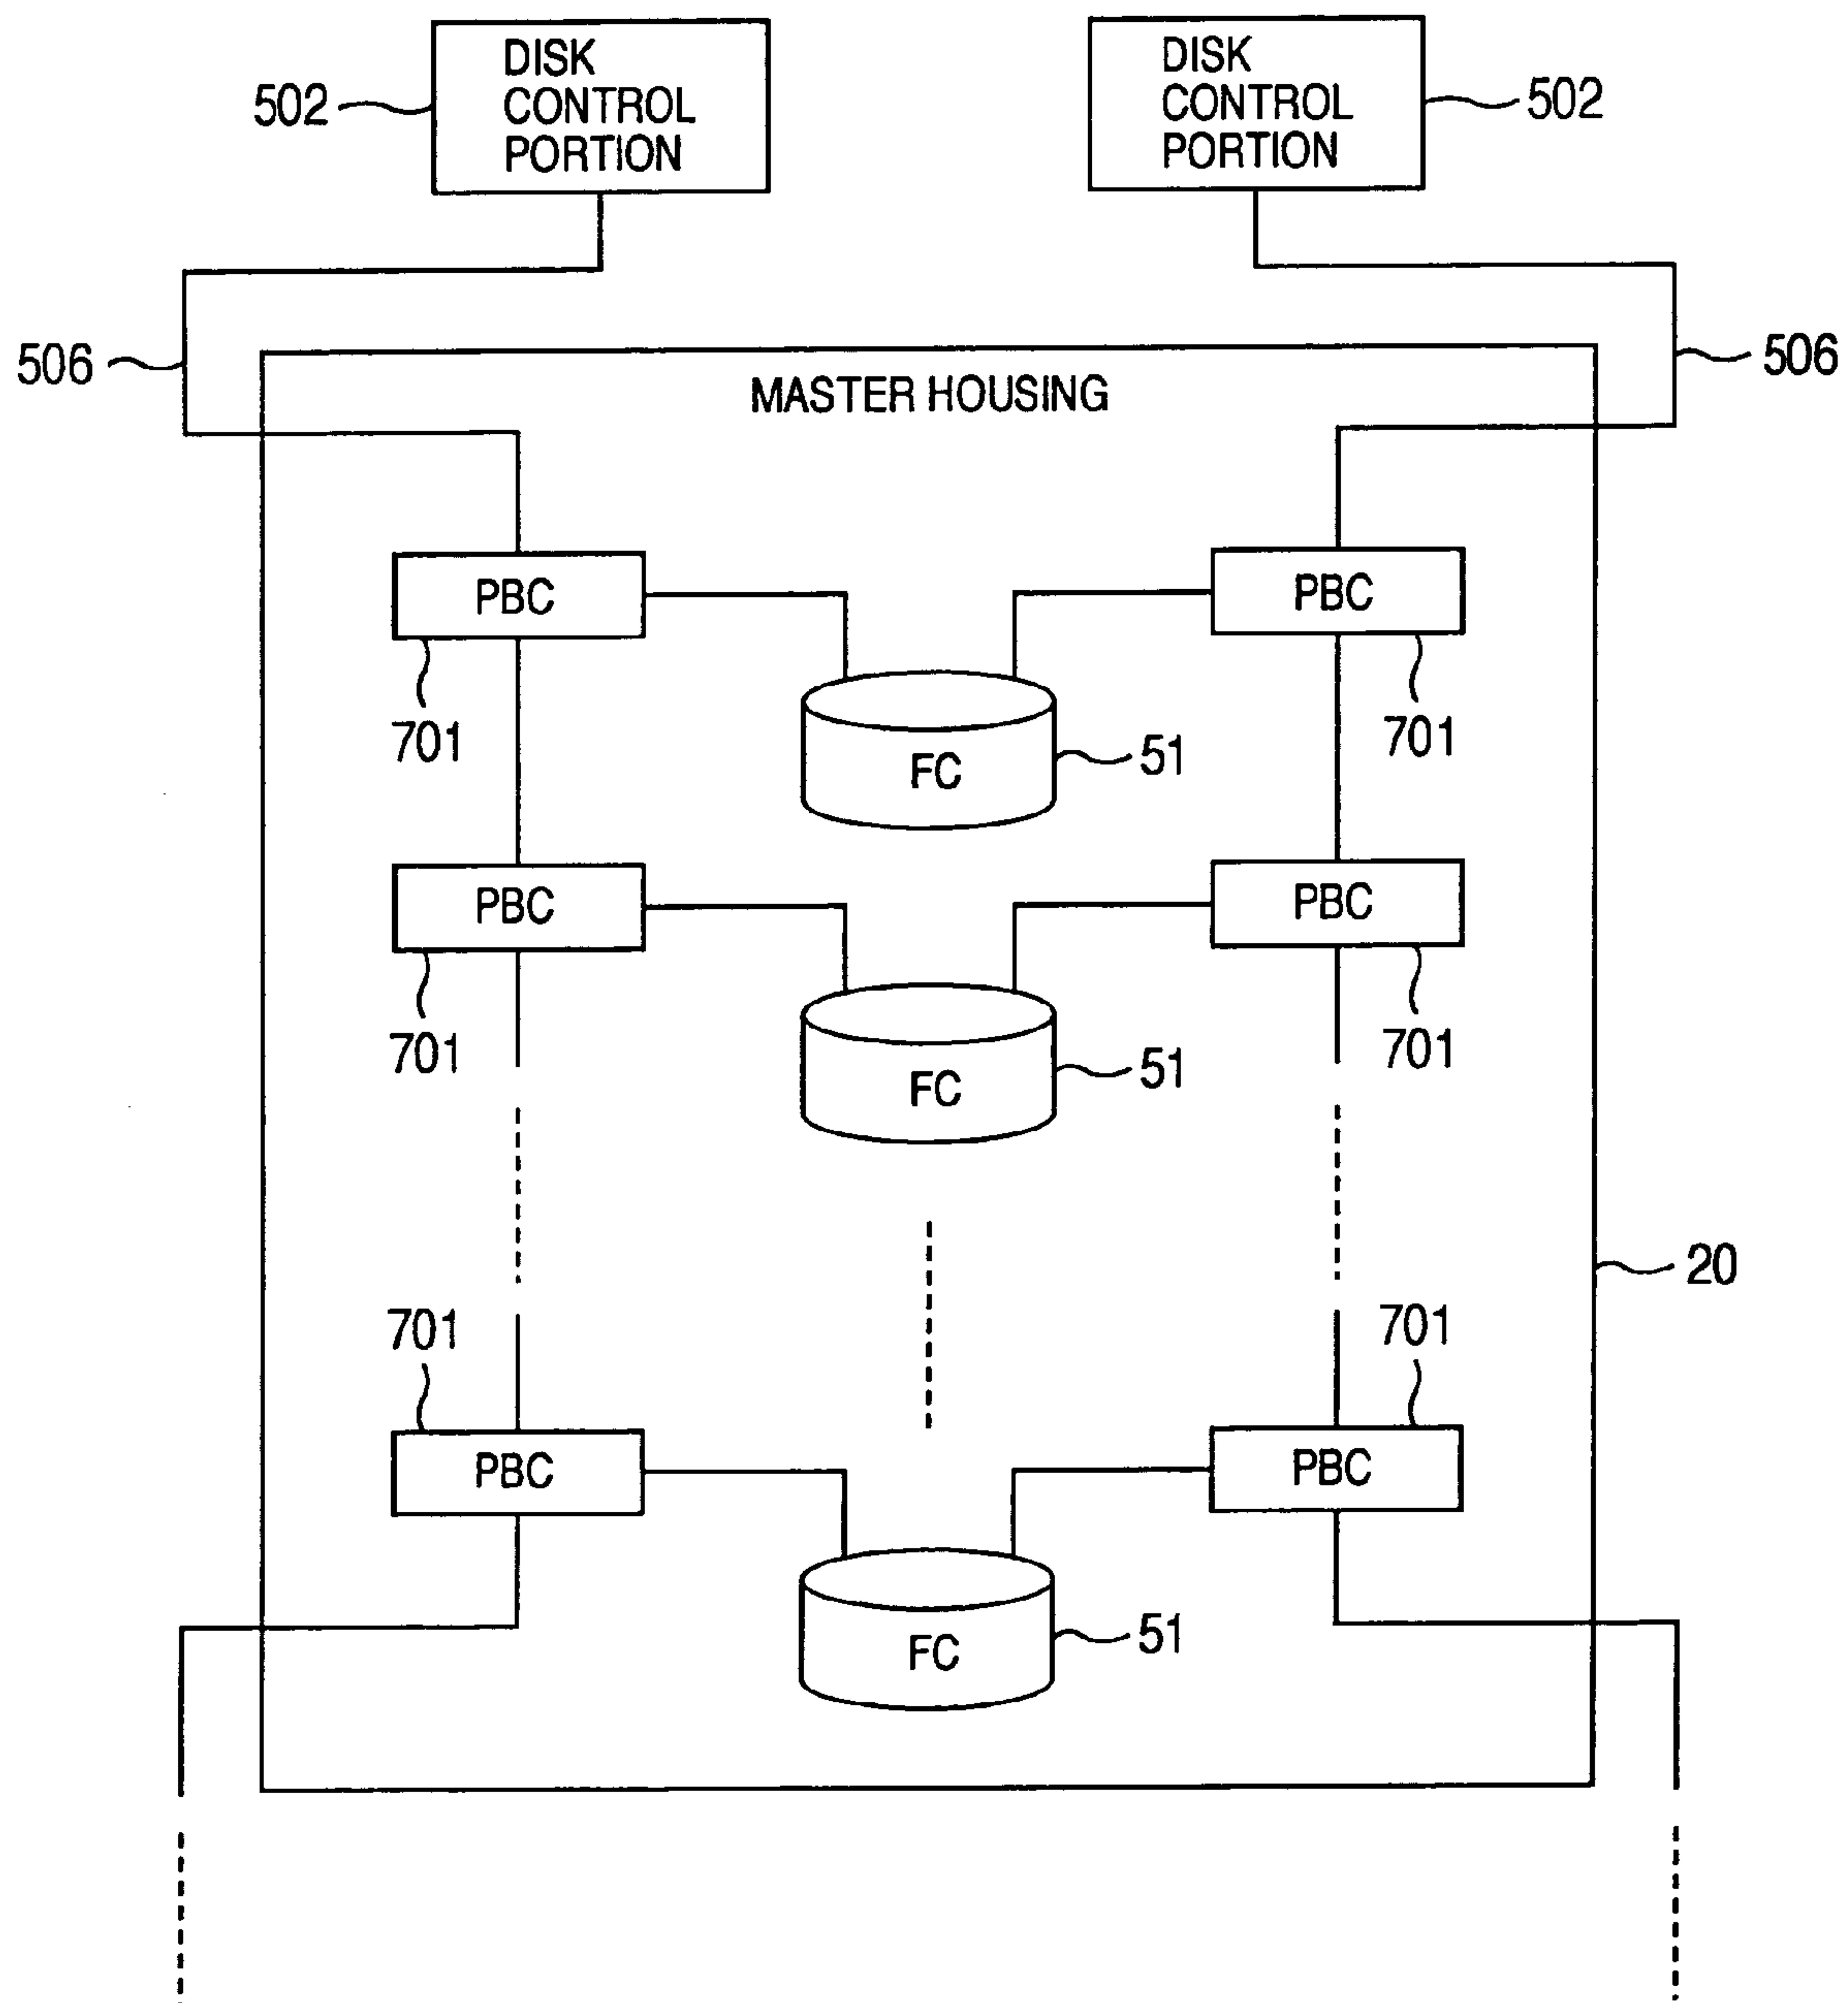 DISK
CONTROL
PORTION
502
DISK
CONTROL
PORTION
502
506
506
MASTER HOUSING
PBC
PBC
701
701
FC
51
PBC
PBC
701
701
FC
51
20
701
701
PBC
PBC
FC
51